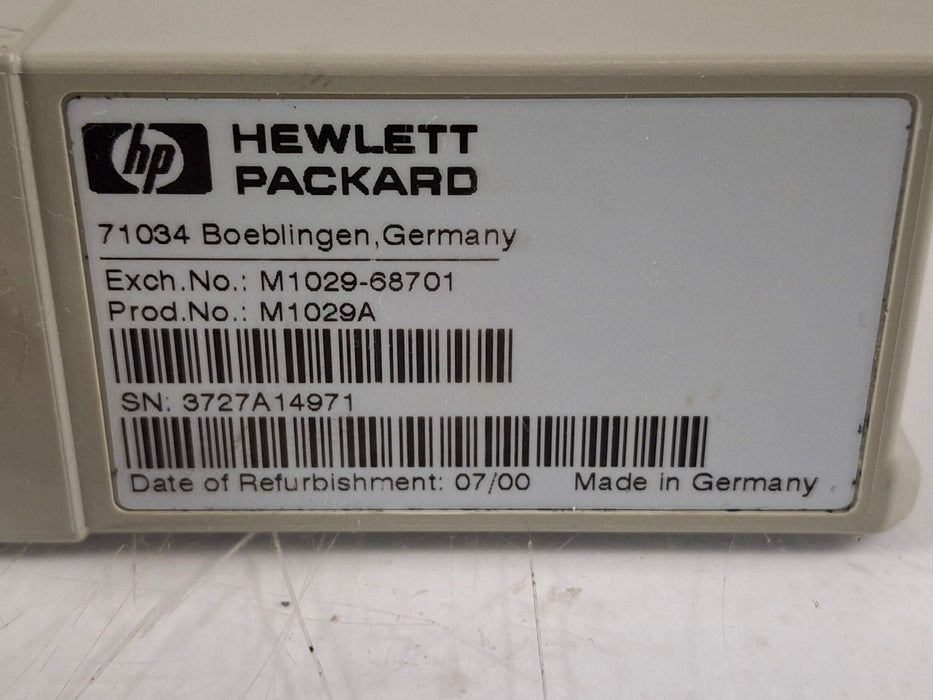 hp HEWLETT
PACKARD
71034 Boeblingen,Germany
Exch.No.: M1029-68701
Prod.No.: M1029A
SN: 3727A14971
Date of Refurbishment: 07/00 Made in Germany